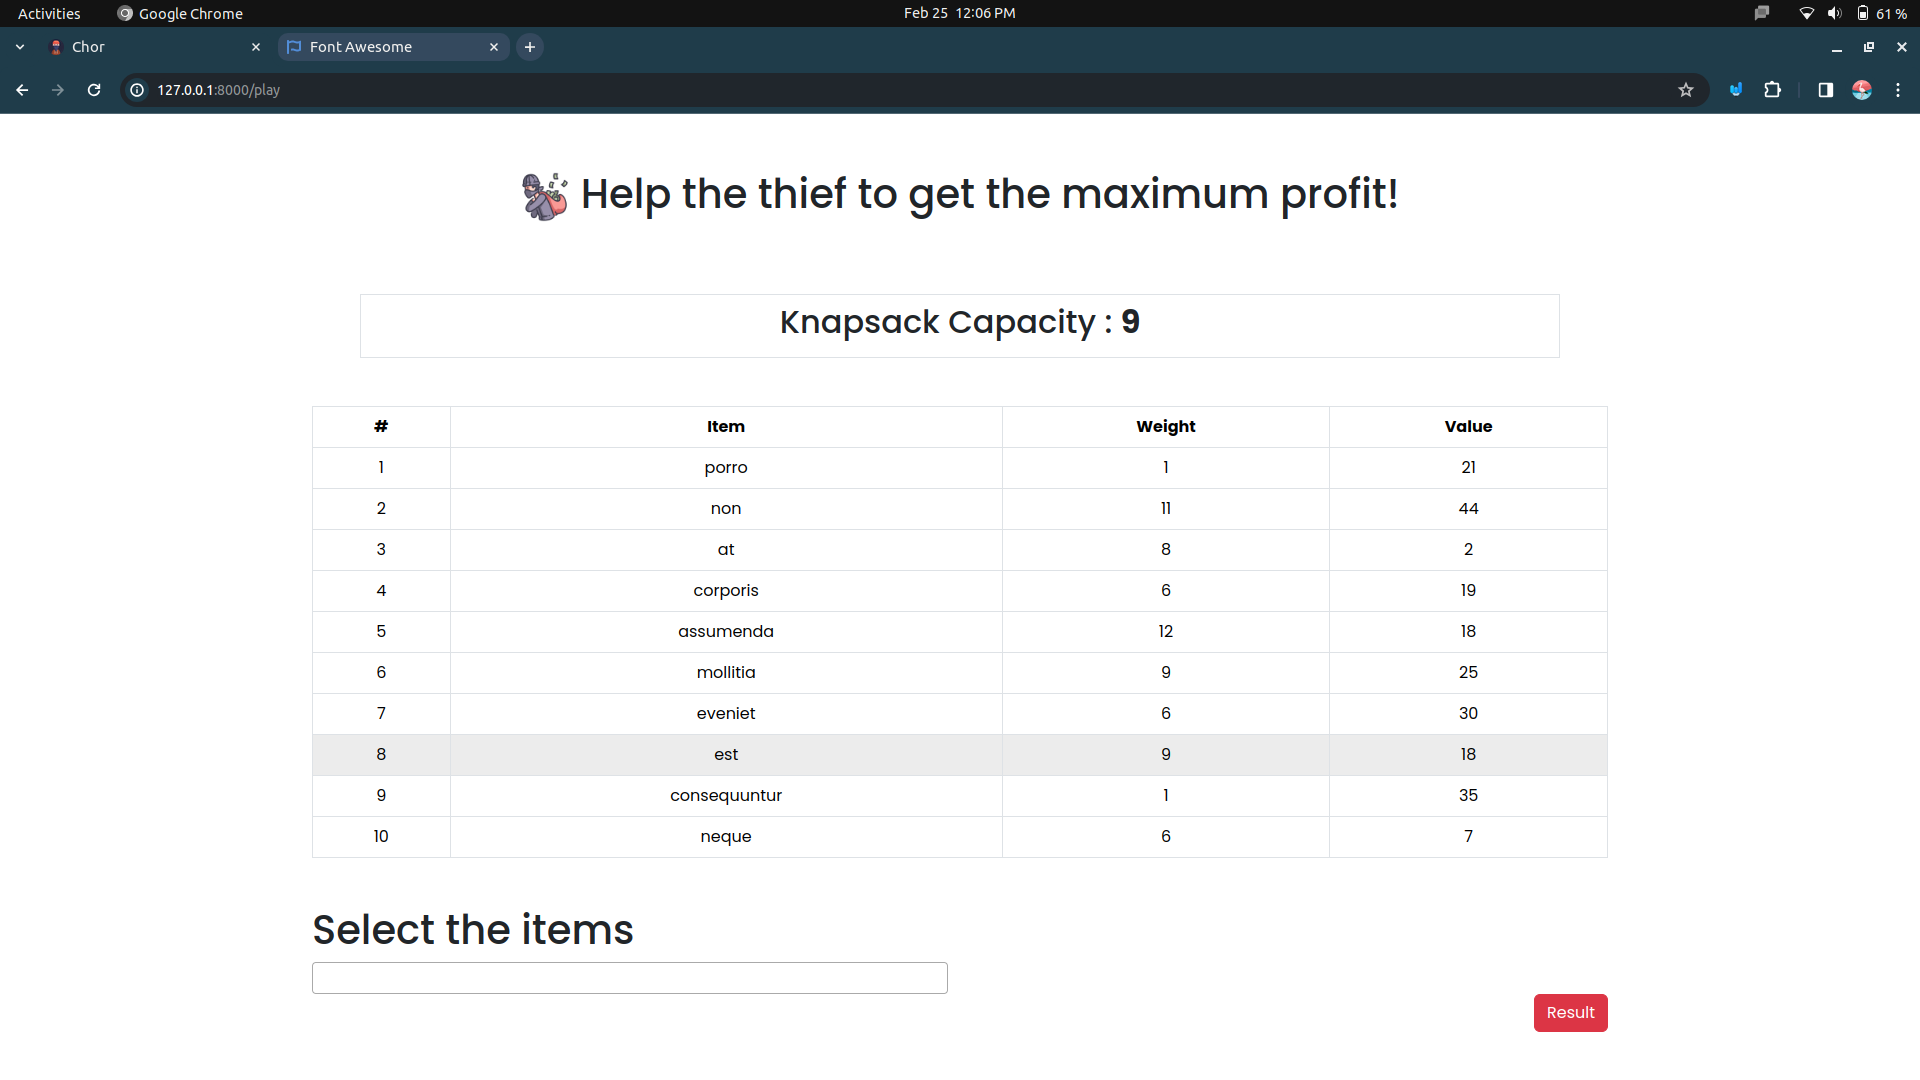 Activities Google Chrome Feb 25 12:06 PM 61 %
Chor Font Awesome
127.0.0.1:8000/play
Help the thief to get the maximum profit!
Knapsack Capacity : 9
# Item Weight Value
1 porro 1 21
2 non 11 44
3 at 8 2
4 corporis 6 19
5 assumenda 12 18
6 mollitia 9 25
7 eveniet 6 30
8 est 9 18
9 consequuntur 1 35
10 neque 6 7
Select the items
Result